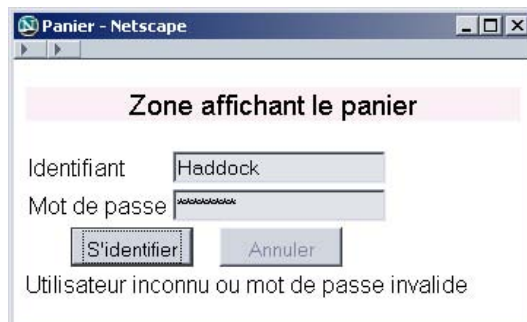 Panier - Netscape
Zone affichant le panier
Identifiant Haddock
Mot de passe *********
S'identifier Annuler
Utilisateur inconnu ou mot de passe invalide